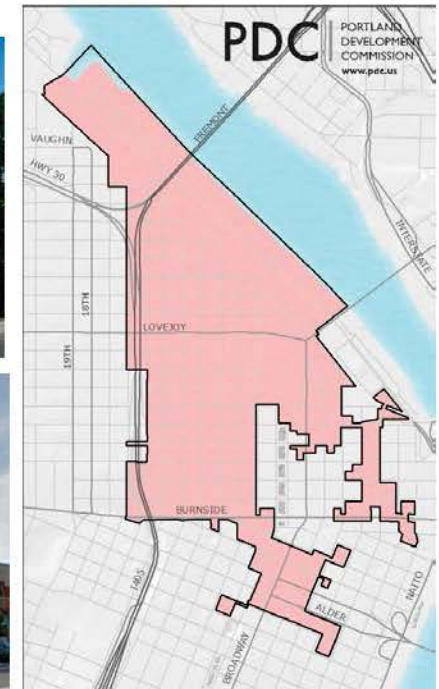 PDC
PORTLAND
DEVELOPMENT
COMMISSION
www.pdc.us
FREMONT
VAUGHN
HWY 30
INTERSTATE
18TH
19TH
LOVEJOY
BURNSIDE
I405
NAITO
ALDER
BROADWAY